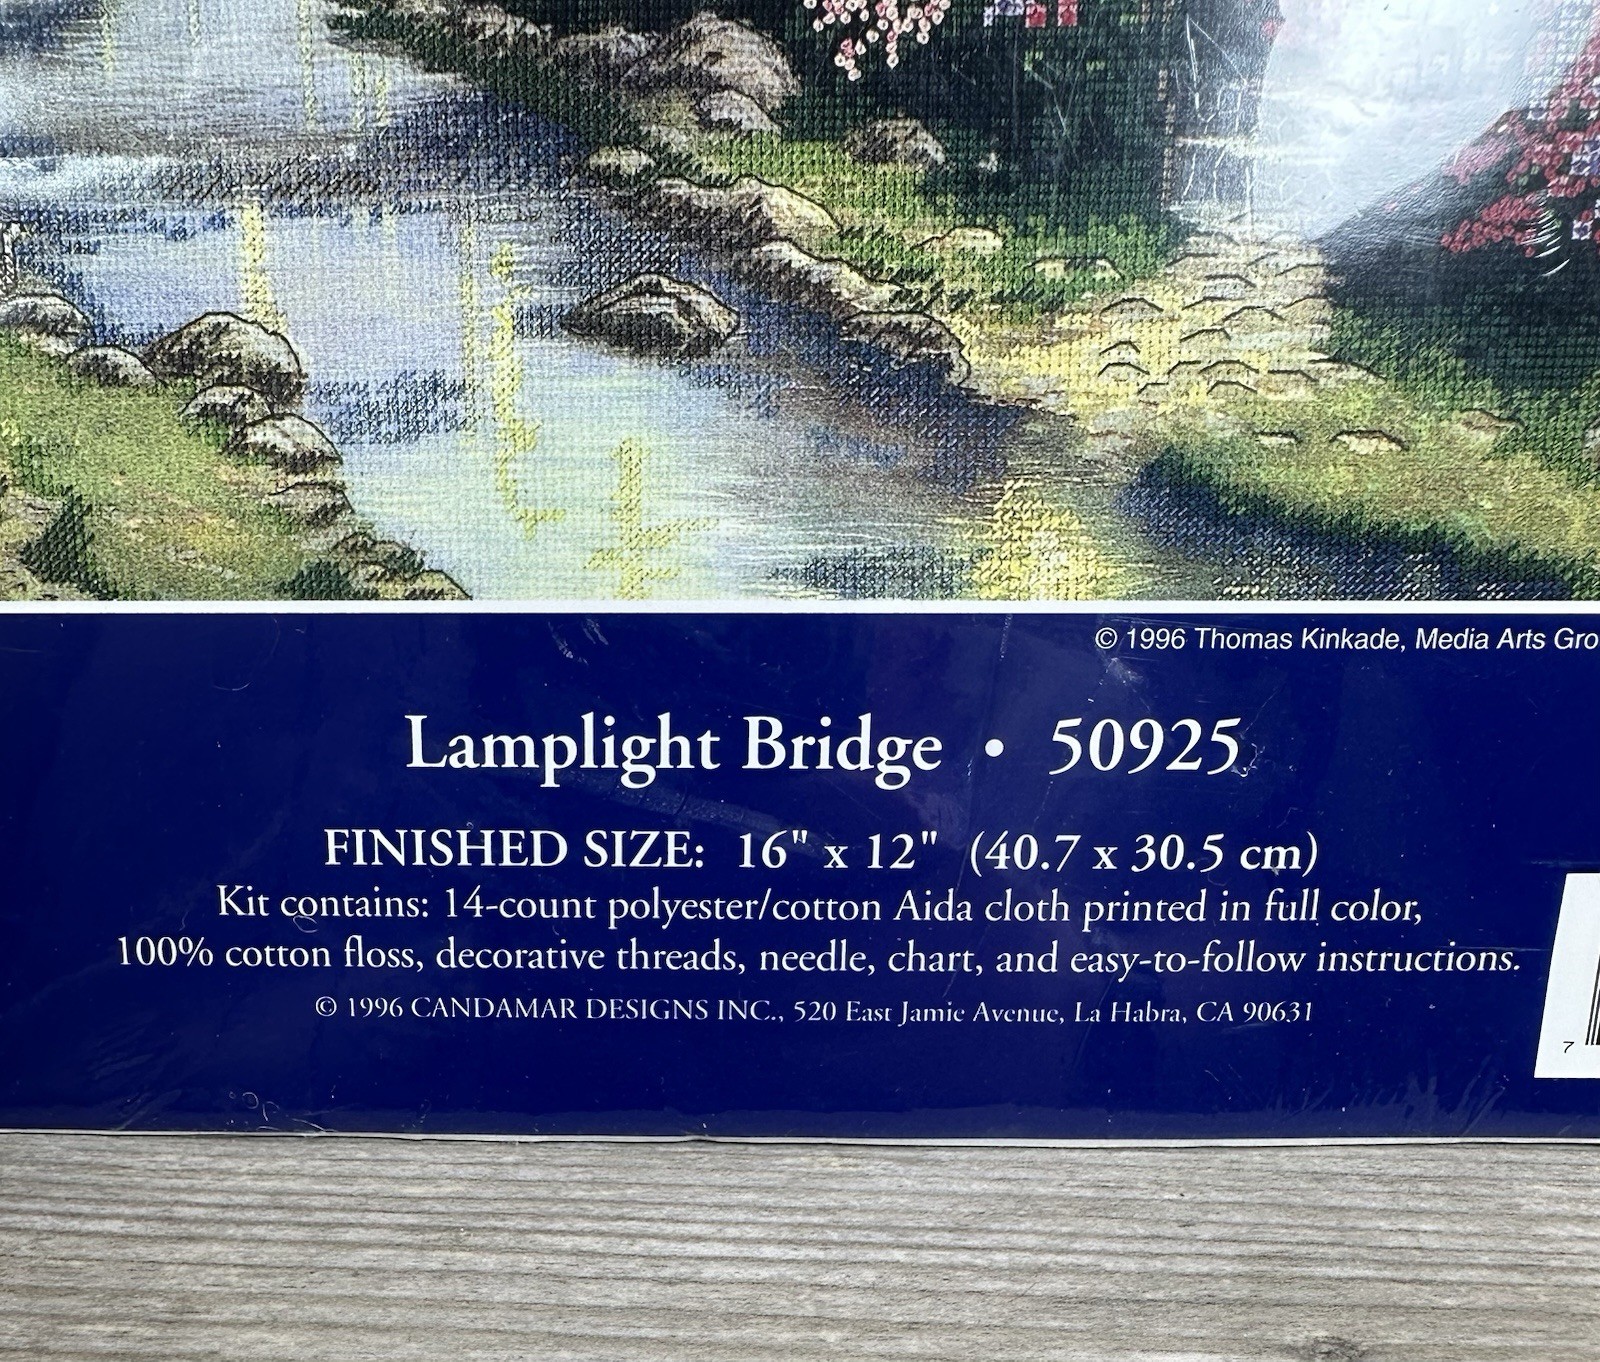 © 1996 Thomas Kinkade, Media Arts Gro
Lamplight Bridge • 50925
FINISHED SIZE: 16" x 12" (40.7 x 30.5 cm)
Kit contains: 14-count polyester/cotton Aida cloth printed in full color,
100% cotton floss, decorative threads, needle, chart, and easy-to-follow instructions.
© 1996 CANDAMAR DESIGNS INC., 520 East Jamie Avenue, La Habra, CA 90631
7